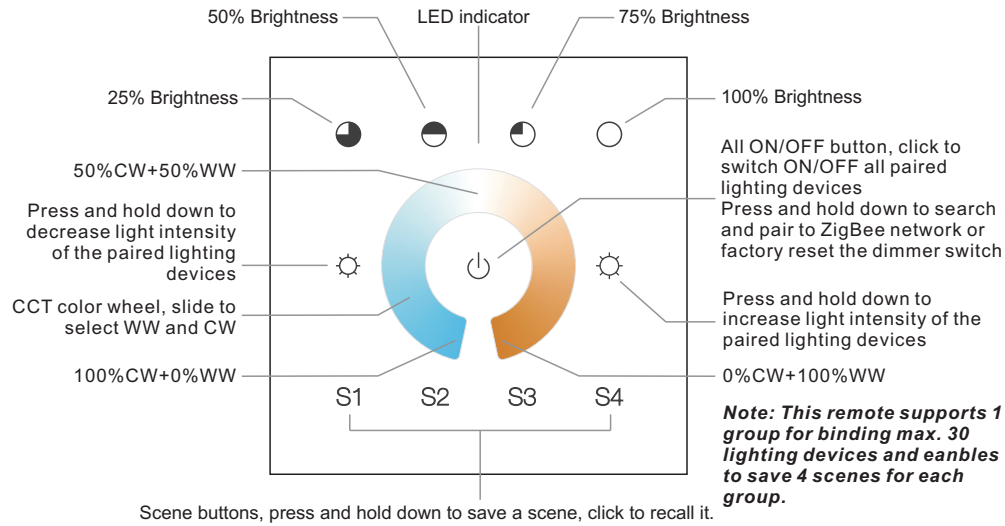 50% Brightness
LED indicator
75% Brightness
25% Brightness
100% Brightness
50%CW+50%WW
All ON/OFF button, click to
switch ON/OFF all paired
lighting devices
Press and hold down to search
and pair to ZigBee network or
factory reset the dimmer switch
Press and hold down to
decrease light intensity
of the paired lighting
devices
CCT color wheel, slide to
select WW and CW
Press and hold down to
increase light intensity of the
paired lighting devices
100%CW+0%WW
0%CW+100%WW
S1
S2
S3
S4
Note: This remote supports 1
group for binding max. 30
lighting devices and eanbles
to save 4 scenes for each
group.
Scene buttons, press and hold down to save a scene, click to recall it.